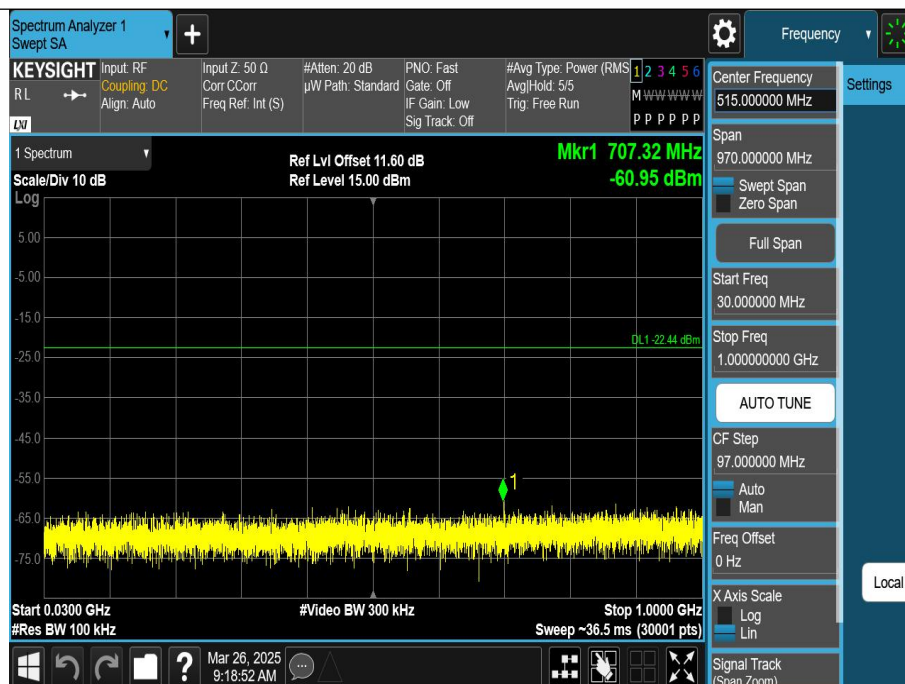 Spectrum Analyzer 1
Swept SA
Frequency
KEYSIGHT
R L
LXI
Input: RF
Coupling: DC
Align: Auto
Input Z: 50 Ω
Corr CCorr
Freq Ref: Int (S)
#Atten: 20 dB
µW Path: Standard
PNO: Fast
Gate: Off
IF Gain: Low
Sig Track: Off
#Avg Type: Power (RMS
Avg|Hold: 5/5
Trig: Free Run
1 2 3 4 5 6
M W W W W W
P P P P P P
1 Spectrum
Scale/Div 10 dB
Log
Ref Lvl Offset 11.60 dB
Ref Level 15.00 dBm
Mkr1 707.32 MHz
-60.95 dBm
5.00
-5.00
-15.0
DL1 -22.44 dBm
-25.0
-35.0
-45.0
-55.0
1
-65.0
-75.0
Start 0.0300 GHz
#Res BW 100 kHz
#Video BW 300 kHz
Stop 1.0000 GHz
Sweep ~36.5 ms (30001 pts)
?
Mar 26, 2025
9:18:52 AM
Center Frequency
515.000000 MHz
Span
970.000000 MHz
Swept Span
Zero Span
Full Span
Start Freq
30.000000 MHz
Stop Freq
1.000000000 GHz
AUTO TUNE
CF Step
97.000000 MHz
Auto
Man
Freq Offset
0 Hz
X Axis Scale
Log
Lin
Signal Track
(Span Zoom)
Settings
Local